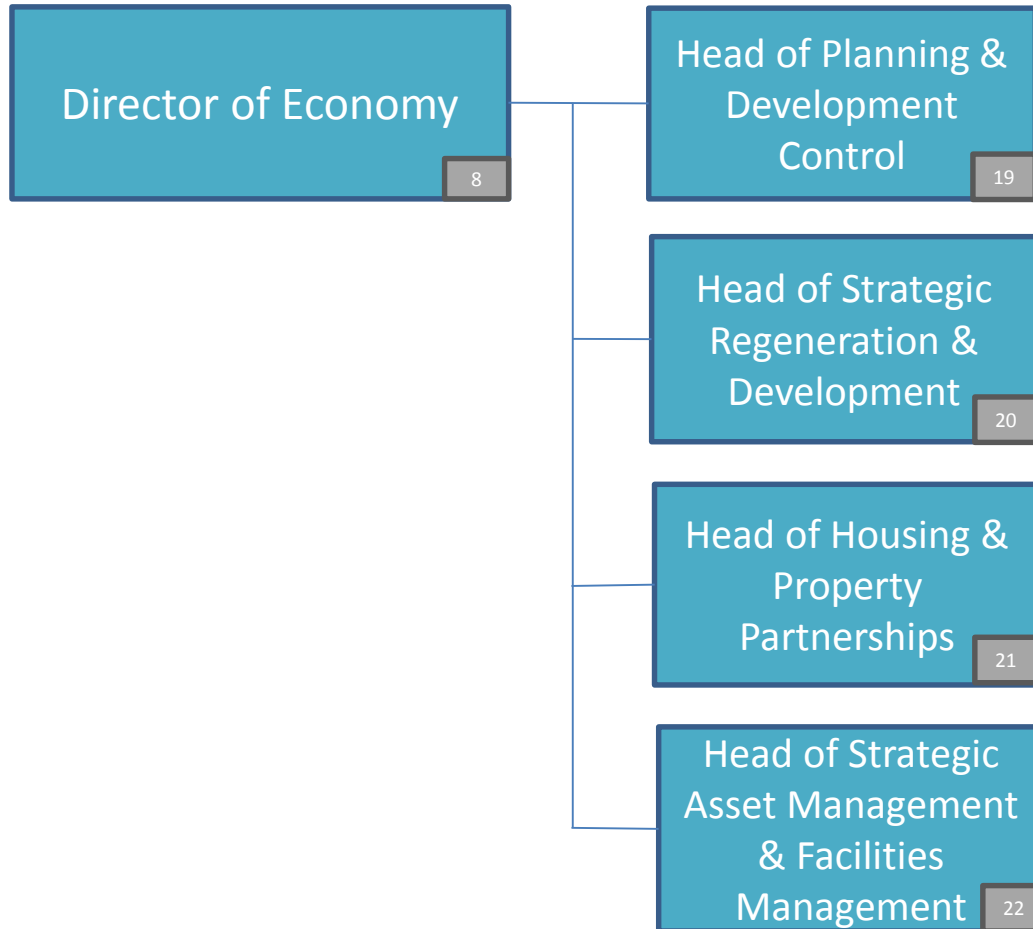 Director of Economy
8
Head of Planning &
Development
Control
19
Head of Strategic
Regeneration &
Development
20
Head of Housing &
Property
Partnerships
21
Head of Strategic
Asset Management
& Facilities
Management
22